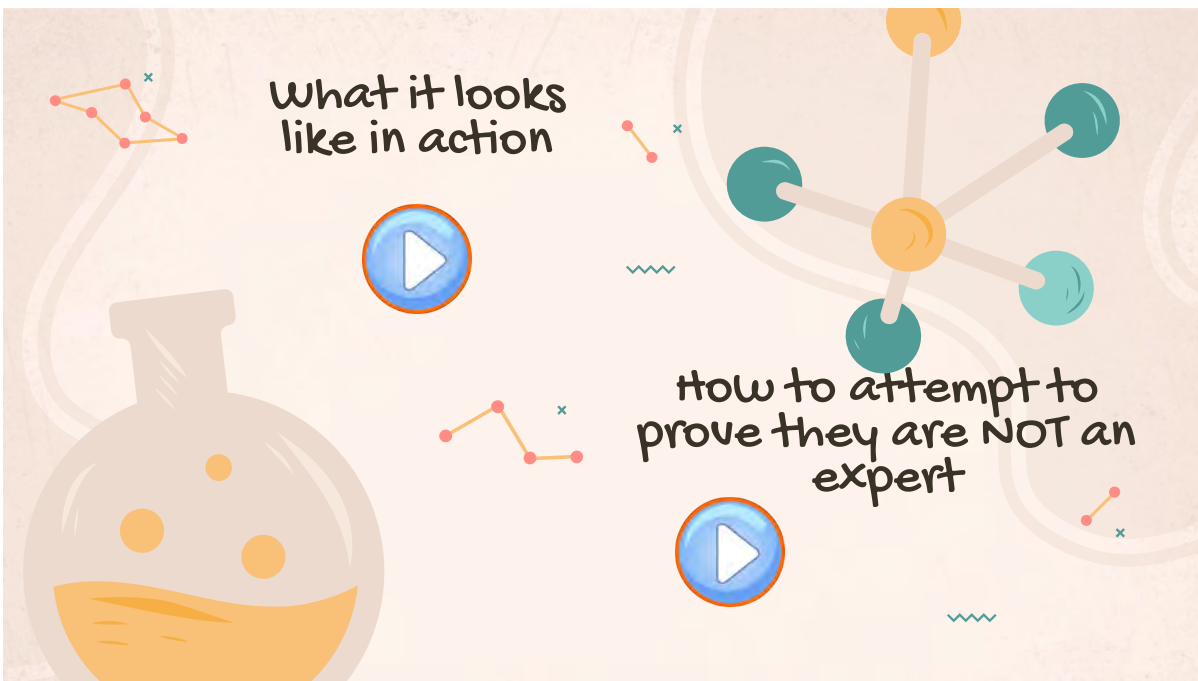 What it looks
like in action
How to attempt to
prove they are NOT an
expert